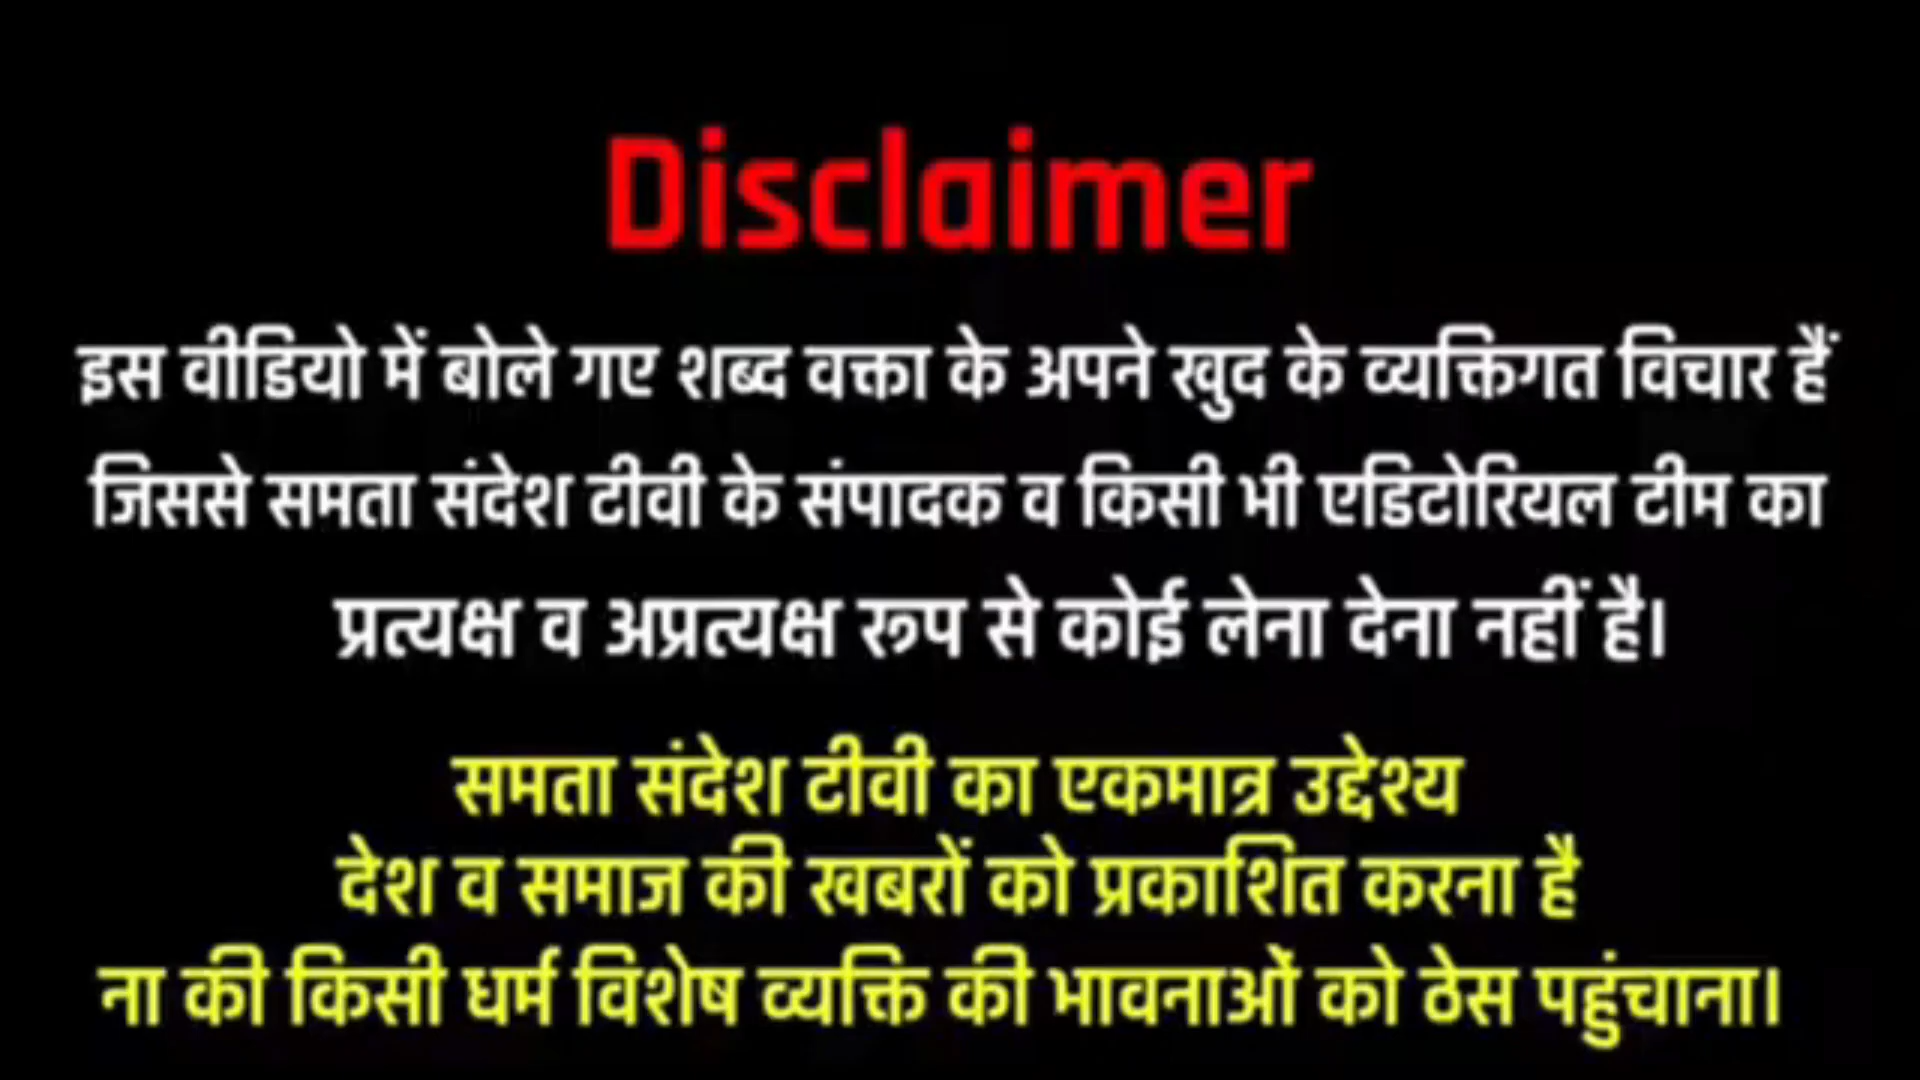 Disclaimer
इस वीडियो में बोले गए शब्द वक्ता के अपने खुद के व्यक्तिगत विचार हैं
जिससे समता संदेश टीवी के संपादक व किसी भी एडिटोरियल टीम का
प्रत्यक्ष व अप्रत्यक्ष रूप से कोई लेना देना नहीं है।
समता संदेश टीवी का एकमात्र उद्देश्य
देश व समाज की खबरों को प्रकाशित करना है
ना की किसी धर्म विशेष व्यक्ति की भावनाओं को ठेस पहुंचाना।